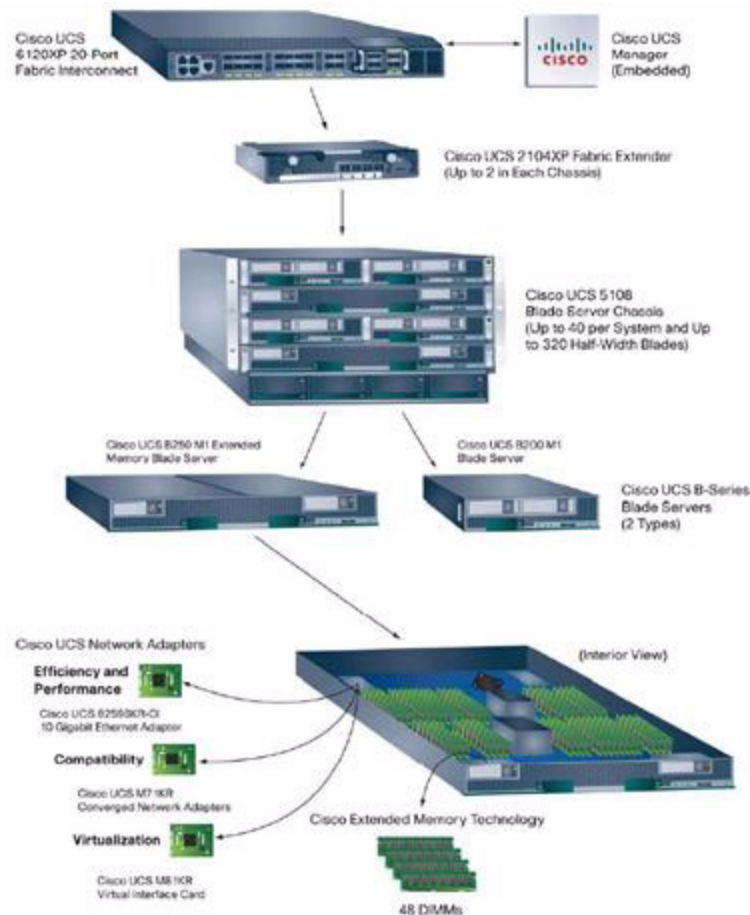 Cisco UCS
6120XP 20-Port
Fabric Interconnect
CISCO
Cisco UCS
Manager
(Embedded)
Cisco UCS 2104XP Fabric Extender
(Up to 2 in Each Chassis)
Cisco UCS 5108
Blade Server Chassis
(Up to 40 per System and Up
to 320 Half-Width Blades)
Cisco UCS B250 M1 Extended
Memory Blade Server
Cisco UCS B200 M1
Blade Server
Cisco UCS B-Series
Blade Servers
(2 Types)
Cisco UCS Network Adapters
(Interior View)
Efficiency and
Performance
Cisco UCS 82598KR-CI
10 Gigabit Ethernet Adaptor
Compatibility
Cisco UCS M71KR
Converged Network Adapters
Virtualization
Cisco UCS M81KR
Virtual Interface Card
Cisco Extended Memory Technology
48 DIMMs